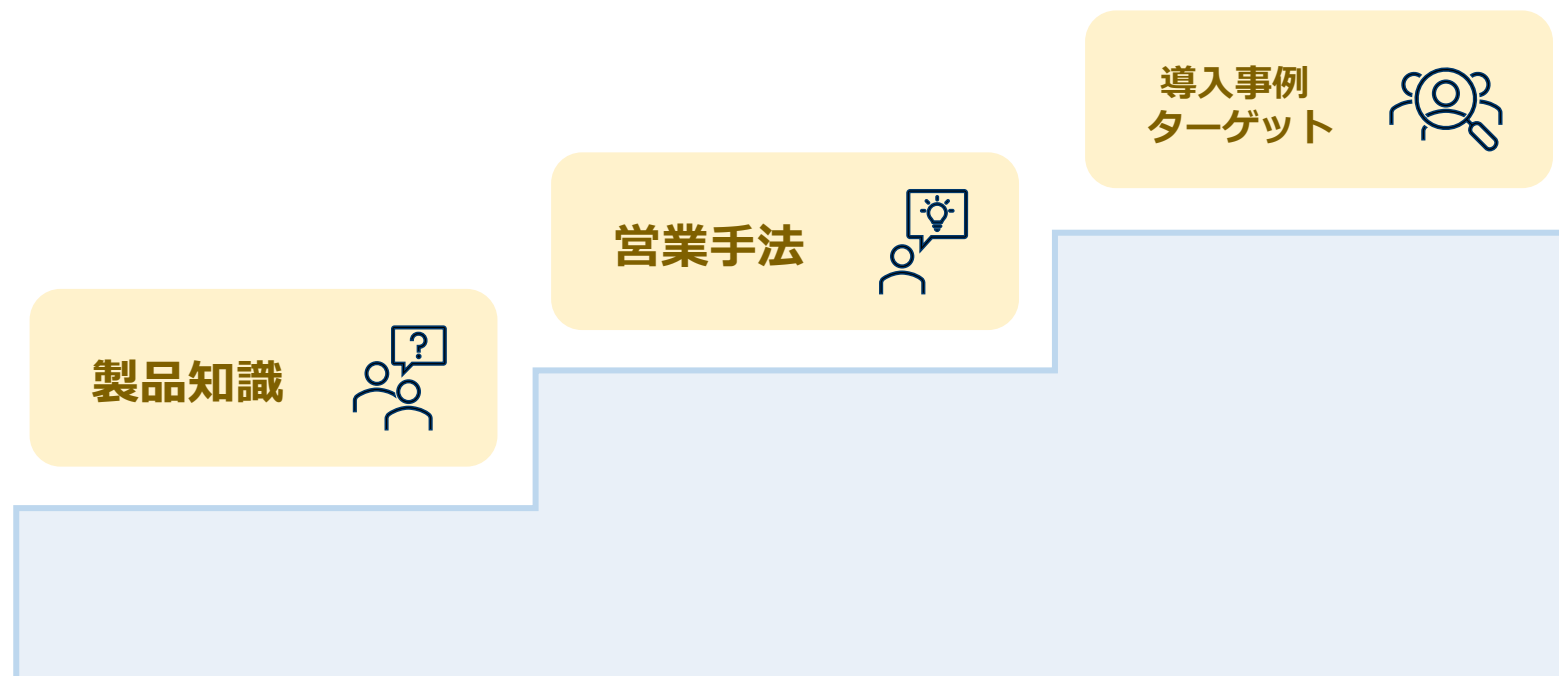 製品知識
営業手法
導入事例
ターゲット
?